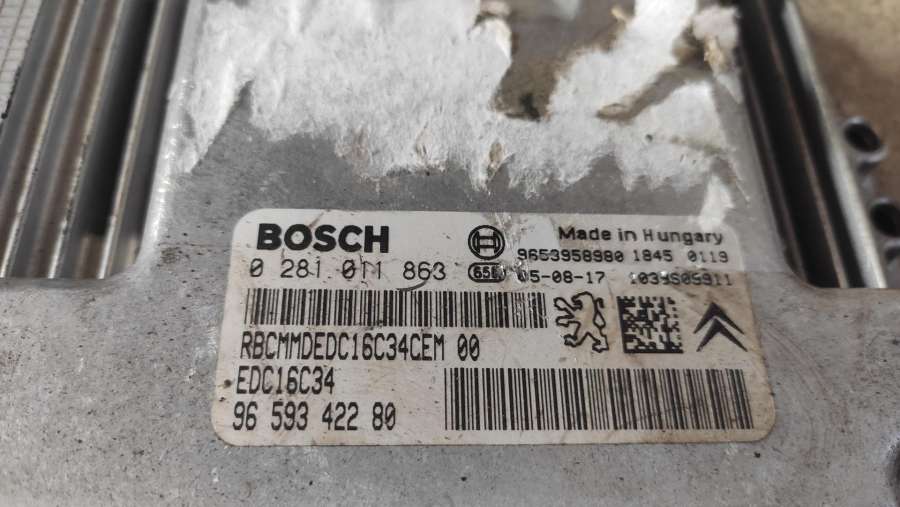 BOSCH
Made in Hungary
9653958980 1845 0119
0 281 011 863
05-08-17
1039S05911
RBCMMDEDC16C34CEM 00
EDC16C34
96 593 422 80